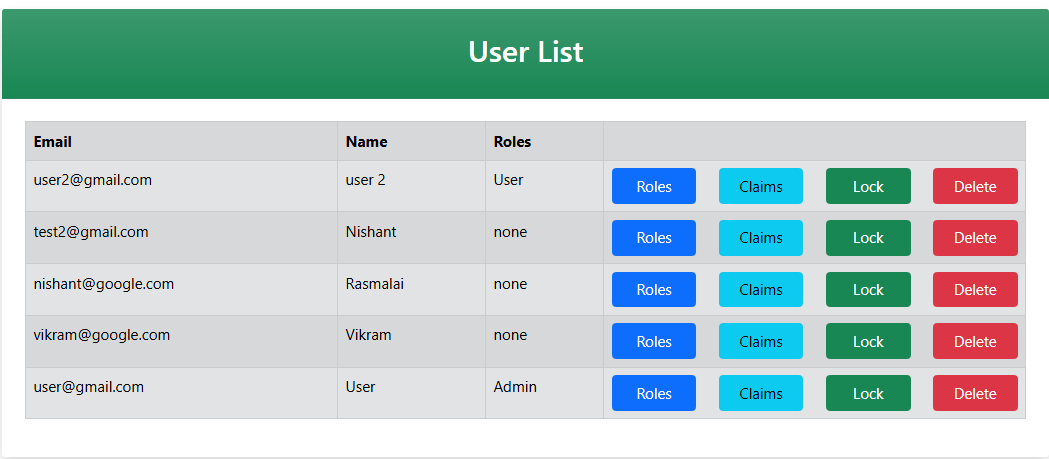 User List
Email Name Roles
user2@gmail.com user 2 User Roles Claims Lock Delete
test2@gmail.com Nishant none Roles Claims Lock Delete
nishant@google.com Rasmalai none Roles Claims Lock Delete
vikram@google.com Vikram none Roles Claims Lock Delete
user@gmail.com User Admin Roles Claims Lock Delete